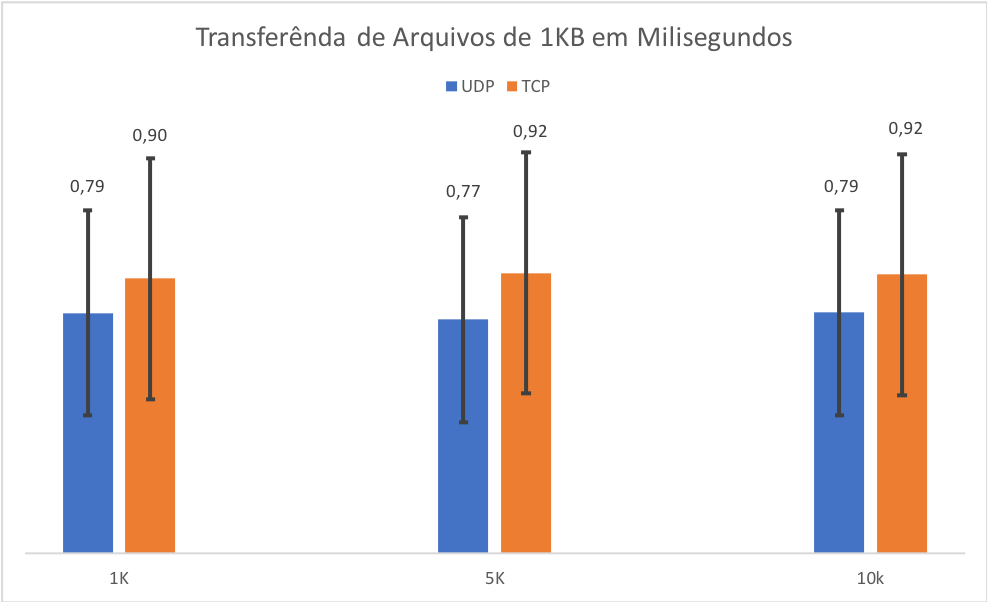 Transferênda de Arquivos de 1KB em Milisegundos
UDP TCP
0,79 0,90 0,77 0,92 0,79 0,92
1K 5K 10k